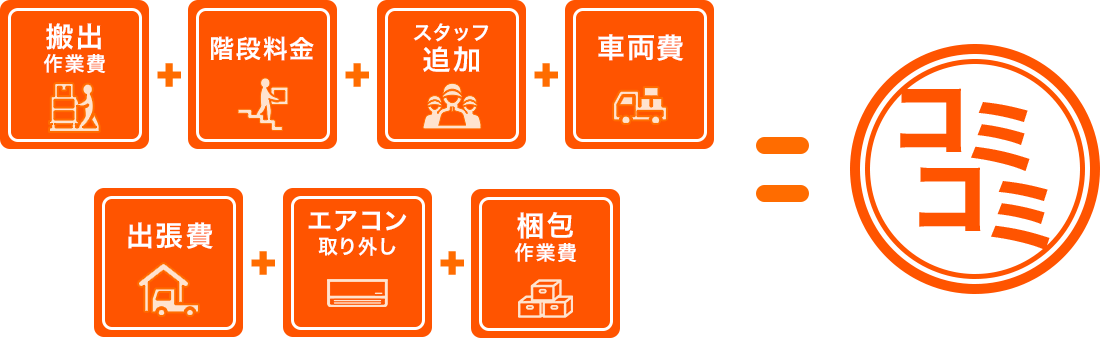 搬出
作業費
+
階段料金
+
スタッフ
追加
+
車両費
出張費
+
エアコン
取り外し
+
梱包
作業費
=
コミ
コミ